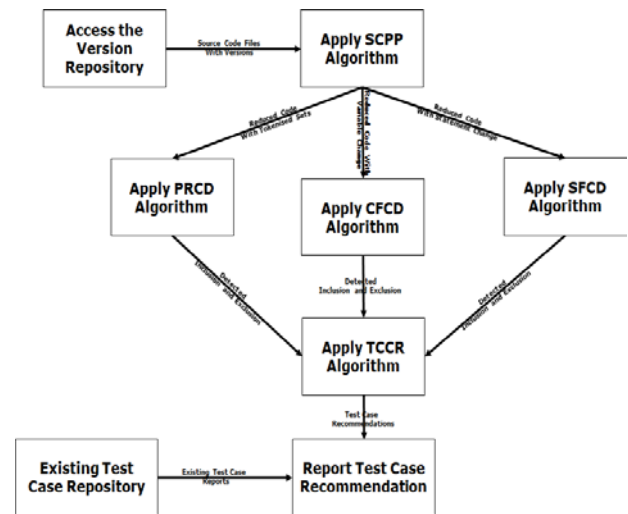 Access the
Version
Repository
Source Code Files
With Versions
Apply SCPP
Algorithm
Reduced Code
With Tokenised Sets
Reduced Code With
Variable Change
Reduced Code
With Statement Change
Apply PRCD
Algorithm
Apply CFCD
Algorithm
Apply SFCD
Algorithm
Detected
Inclusion and Exclusion
Detected
Inclusion and Exclusion
Detected
Inclusion and Exclusion
Apply TCCR
Algorithm
Test Case
Recommendations
Existing Test
Case Repository
Existing Test Case
Reports
Report Test Case
Recommendation